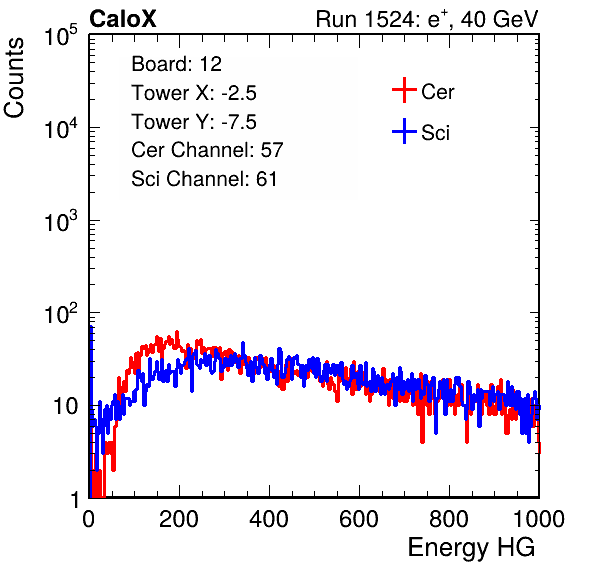 CaloX Run 1524: e⁺, 40 GeV
Counts
10⁵
10⁴
10³
10²
10
1
Board: 12
Tower X: -2.5
Tower Y: -7.5
Cer Channel: 57
Sci Channel: 61
Cer
Sci
0 200 400 600 800 1000
Energy HG